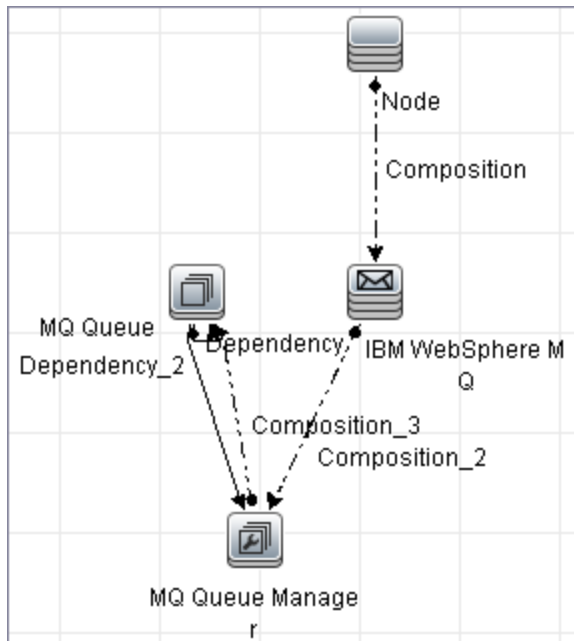 Node
Composition
MQ Queue
Dependency
IBM WebSphere M
Q
Dependency_2
Composition_3
Composition_2
MQ Queue Manage
r